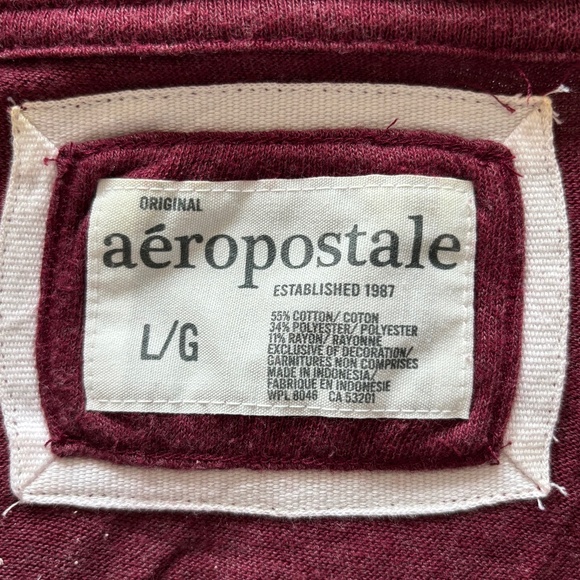 ORIGINAL
aéropostale
ESTABLISHED 1987
L/G
55% COTTON/ COTON
34% POLYESTER/ POLYESTER
11% RAYON/ RAYONNE
EXCLUSIVE OF DECORATION/
GARNITURES NON COMPRISES
MADE IN INDONESIA/
FABRIQUE EN INDONESIE
WPL 8046 CA 53201